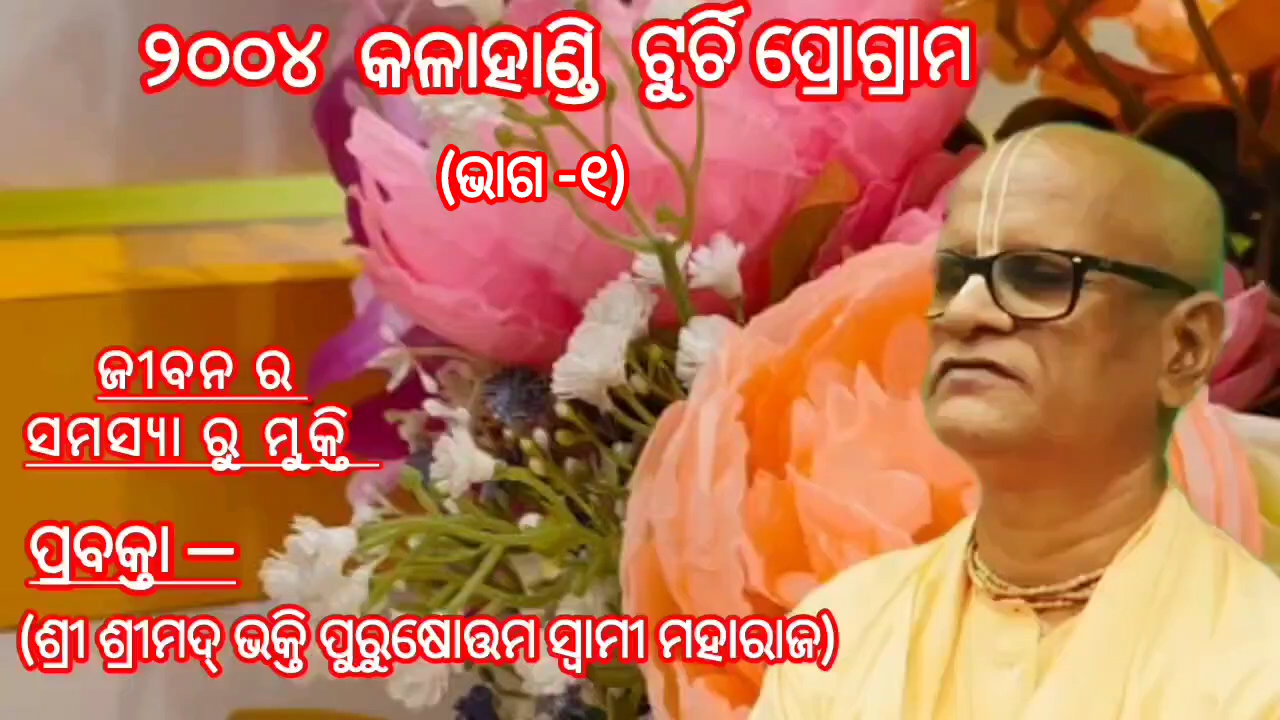 ୨୦୦୪ କଳାହାଣ୍ଡି ଟୁର୍ଚି ପ୍ରୋଗ୍ରାମ
(ଭାଗ -୧)
ଜୀବନ ର
ସମସ୍ୟା ରୁ ମୁକ୍ତି
ପ୍ରବକ୍ତା —
(ଶ୍ରୀ ଶ୍ରୀମଦ୍ ଭକ୍ତି ପୁରୁଷୋତ୍ତମ ସ୍ୱାମୀ ମହାରାଜ)